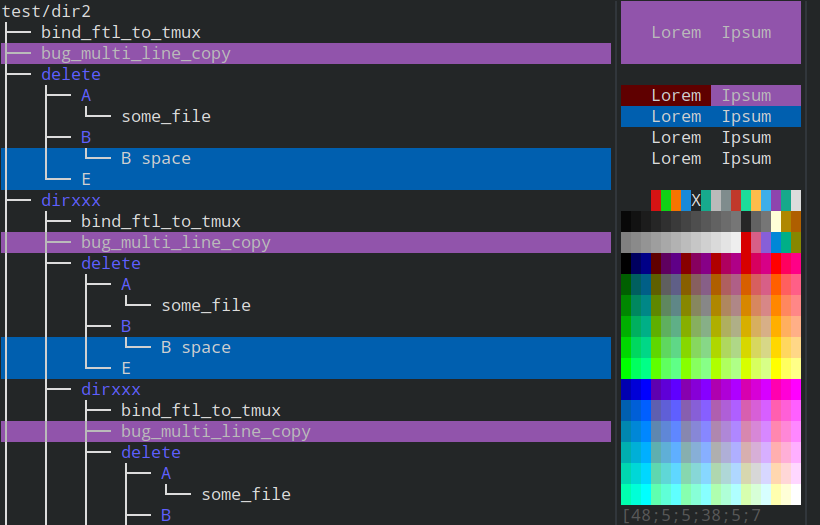 test/dir2
bind_ftl_to_tmux
bug_multi_line_copy
delete
A
some_file
B
B space
E
dirxxx
bind_ftl_to_tmux
bug_multi_line_copy
delete
A
some_file
B
B space
E
dirxxx
bind_ftl_to_tmux
bug_multi_line_copy
delete
A
some_file
B
Lorem Ipsum
Lorem Ipsum
Lorem Ipsum
Lorem Ipsum
Lorem Ipsum
X
[48;5;5;38;5;7